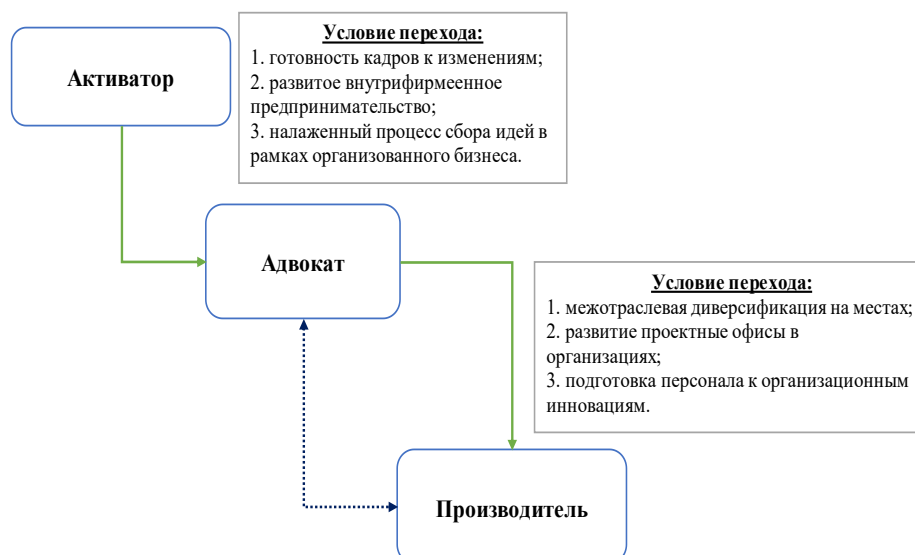 Активатор
Условие перехода:
1. готовность кадров к изменениям;
2. развитое внутрифирмеенное
предпринимательство;
3. налаженный процесс сбора идей в
рамках организованного бизнеса.
Адвокат
Условие перехода:
1. межотраслевая диверсификация на местах;
2. развитие проектные офисы в
организациях;
3. подготовка персонала к организационным
инновациям.
Производитель